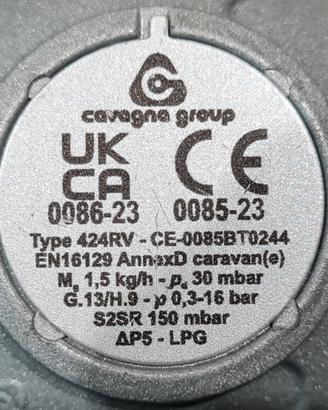 cavagna group
UK
CA CE
0086-23 0085-23
Type 424RV - CE-0085BT0244
EN16129 AnnexD caravan(e)
Mg 1,5 kg/h - pd 30 mbar
G.13/H.9 - p 0,3-16 bar
S2SR 150 mbar
ΔP5 - LPG